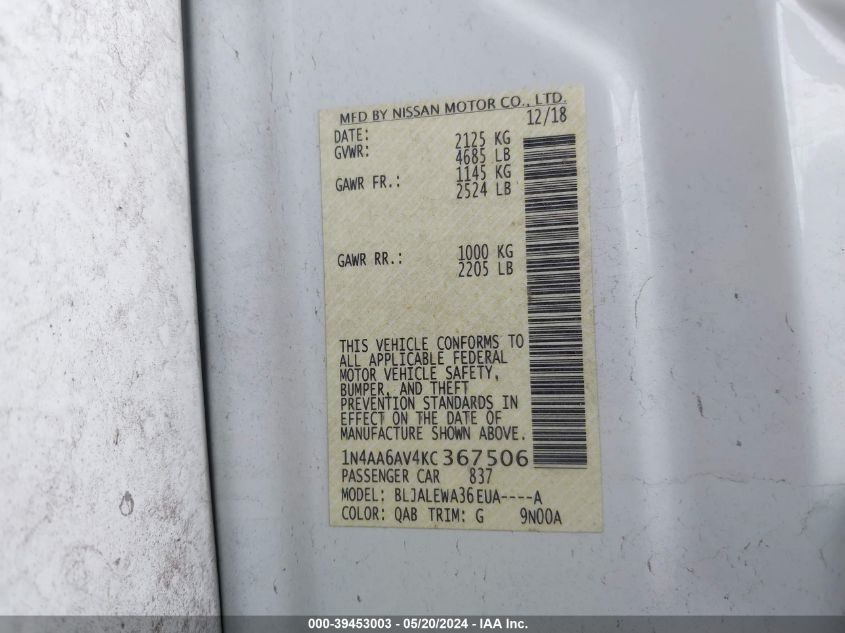 MFD BY NISSAN MOTOR CO., LTD.
DATE: 12/18
GVWR: 2125 KG
4685 LB
GAWR FR.: 1145 KG
2524 LB
GAWR RR.: 1000 KG
2205 LB
THIS VEHICLE CONFORMS TO
ALL APPLICABLE FEDERAL
MOTOR VEHICLE SAFETY,
BUMPER, AND THEFT
PREVENTION STANDARDS IN
EFFECT ON THE DATE OF
MANUFACTURE SHOWN ABOVE.
1N4AA6AV4KC367506
PASSENGER CAR 837
MODEL: BLJALEWA36EUA----A
COLOR: QAB TRIM: G 9N00A
000-39453003 — 05/20/2024 - IAA Inc.